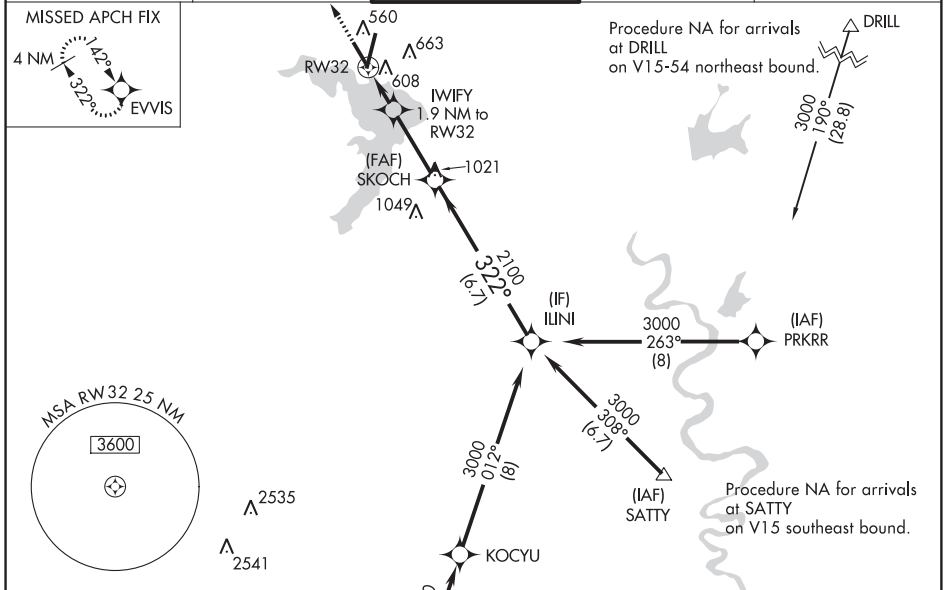 MISSED APCH FIX
4 NM
142°
322°
EVVIS
560
663
RW32
608
IWIFY
1.9 NM to
RW32
(FAF)
SKOCH
1021
1049
Procedure NA for arrivals
at DRILL
on V15-54 northeast bound.
DRILL
3000
190°
(28.8)
2100
322°
(6.7)
(IF)
ILINI
3000
263°
(8)
(IAF)
PRKRR
3000
308°
(6.7)
(IAF)
SATTY
Procedure NA for arrivals
at SATTY
on V15 southeast bound.
3000
012°
(8)
KOCYU
MSA RW32 25 NM
3600
2535
2541